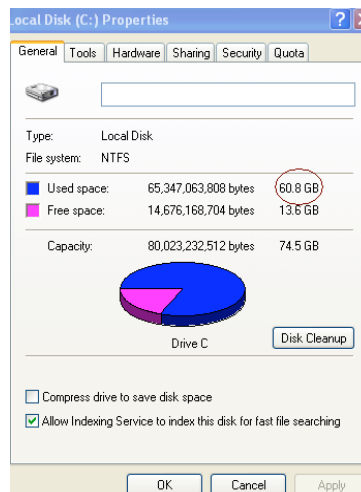 Local Disk (C:) Properties
General Tools Hardware Sharing Security Quota
Type: Local Disk
File system: NTFS
Used space: 65,347,063,808 bytes 60.8 GB
Free space: 14,676,168,704 bytes 13.6 GB
Capacity: 80,023,232,512 bytes 74.5 GB
Drive C
Disk Cleanup
Compress drive to save disk space
Allow Indexing Service to index this disk for fast file searching
OK Cancel Apply